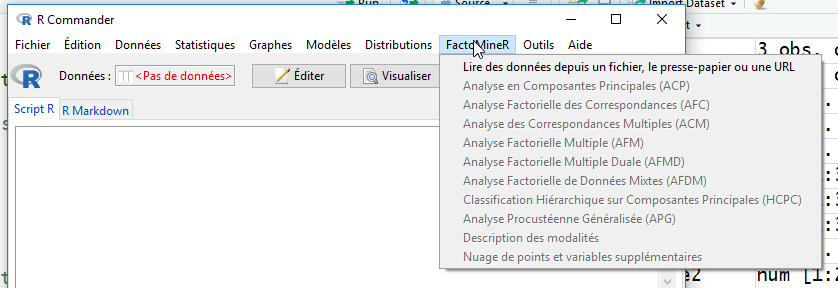 Run
Import Dataset
R Commander
Fichier Édition Données Statistiques Graphes Modèles Distributions FactoMineR Outils Aide
3 obs. o
Données : <Pas de données> Éditer Visualiser
Lire des données depuis un fichier, le presse-papier ou une URL
Analyse en Composantes Principales (ACP)
Script R R Markdown
Analyse Factorielle des Correspondances (AFC)
Analyse des Correspondances Multiples (ACM)
Analyse Factorielle Multiple (AFM)
Analyse Factorielle Multiple Duale (AFMD)
Analyse Factorielle de Données Mixtes (AFDM)
Classification Hiérarchique sur Composantes Principales (HCPC)
Analyse Procustéenne Généralisée (APG)
Description des modalités
Nuage de points et variables supplémentaires
num [1:2